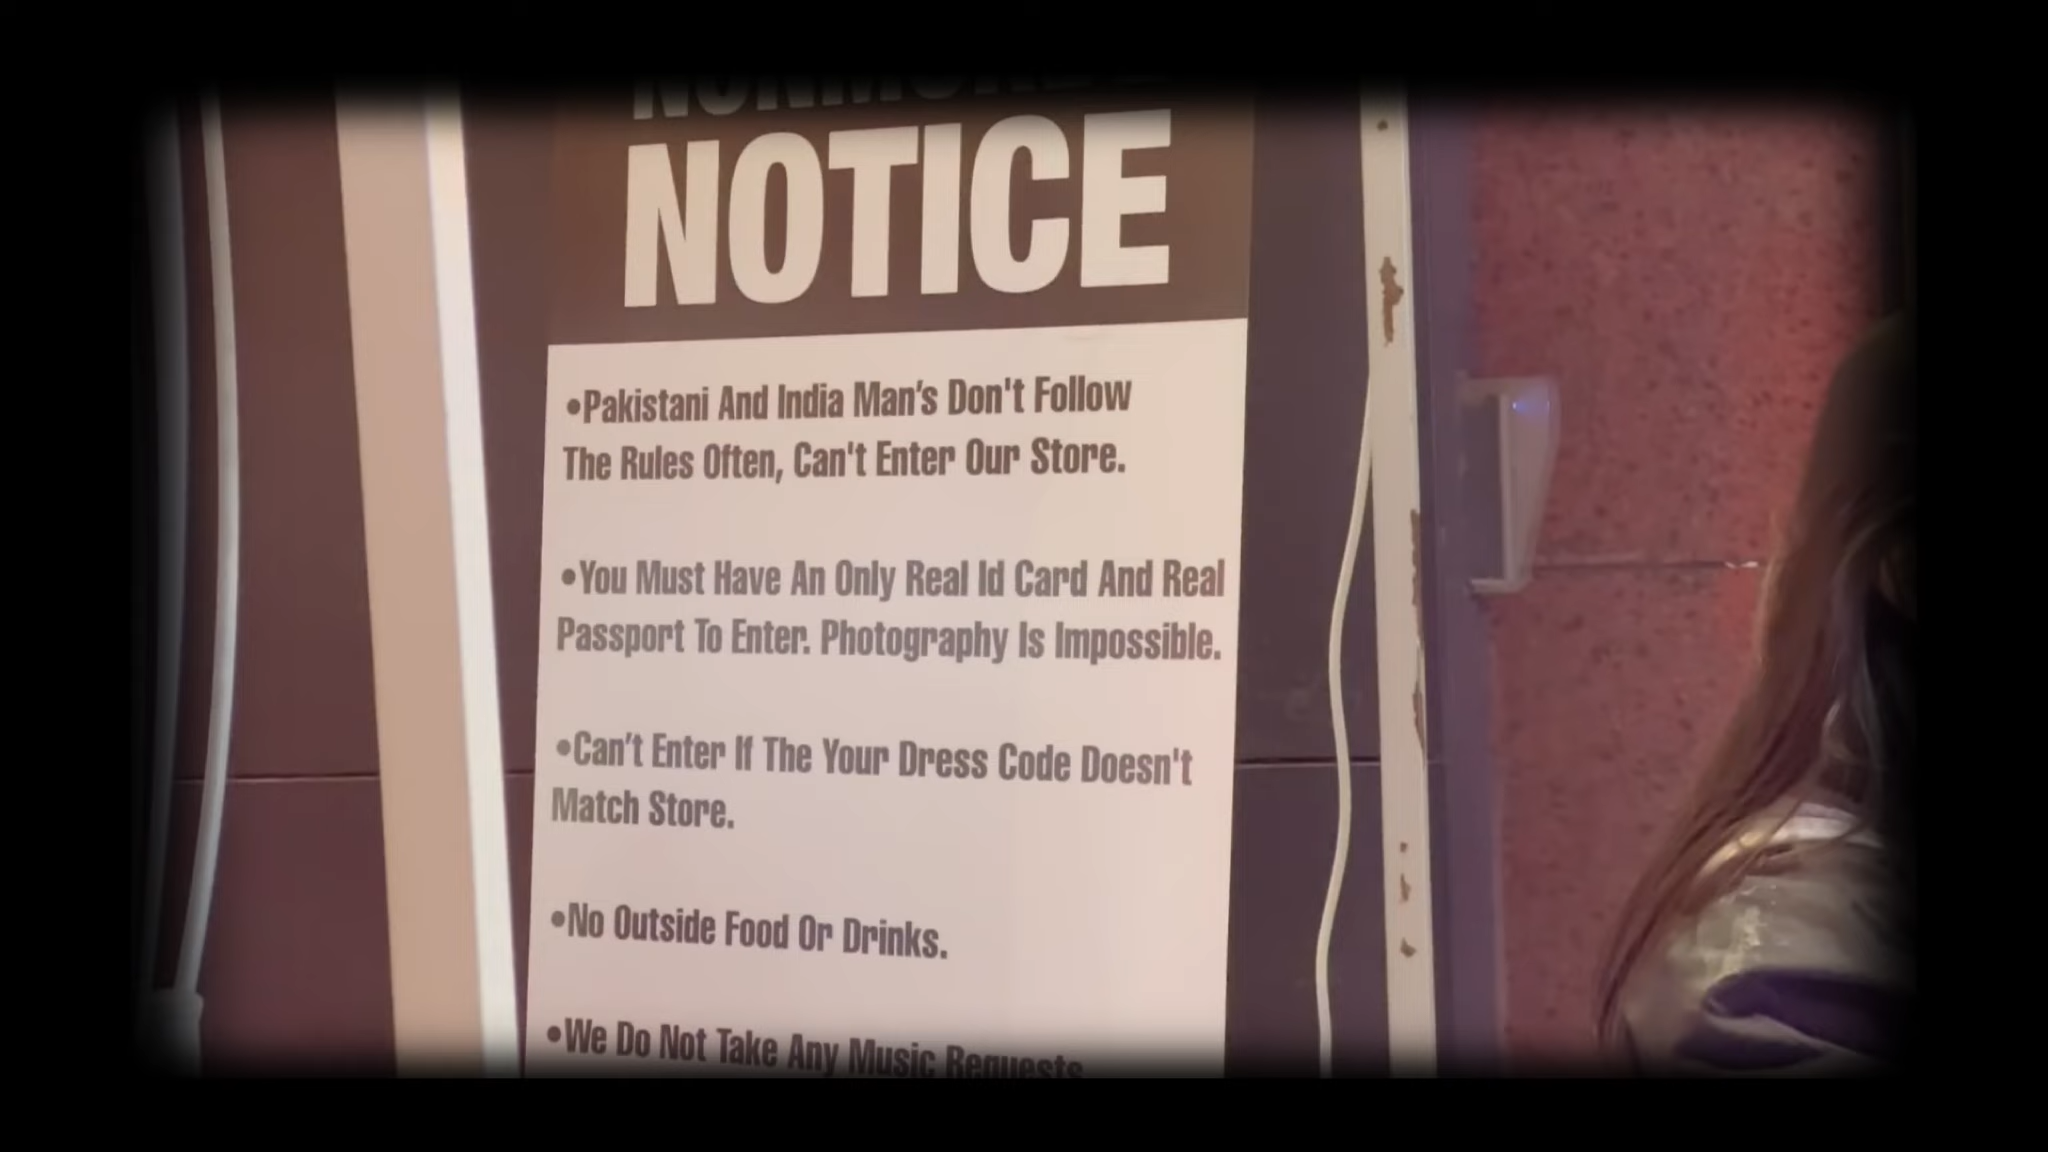 NOTICE
•Pakistani And India Man's Don't Follow
The Rules Often, Can't Enter Our Store.
•You Must Have An Only Real Id Card And Real
Passport To Enter. Photography Is Impossible.
•Can't Enter If The Your Dress Code Doesn't
Match Store.
•No Outside Food Or Drinks.
•We Do Not Take Any Music Requests